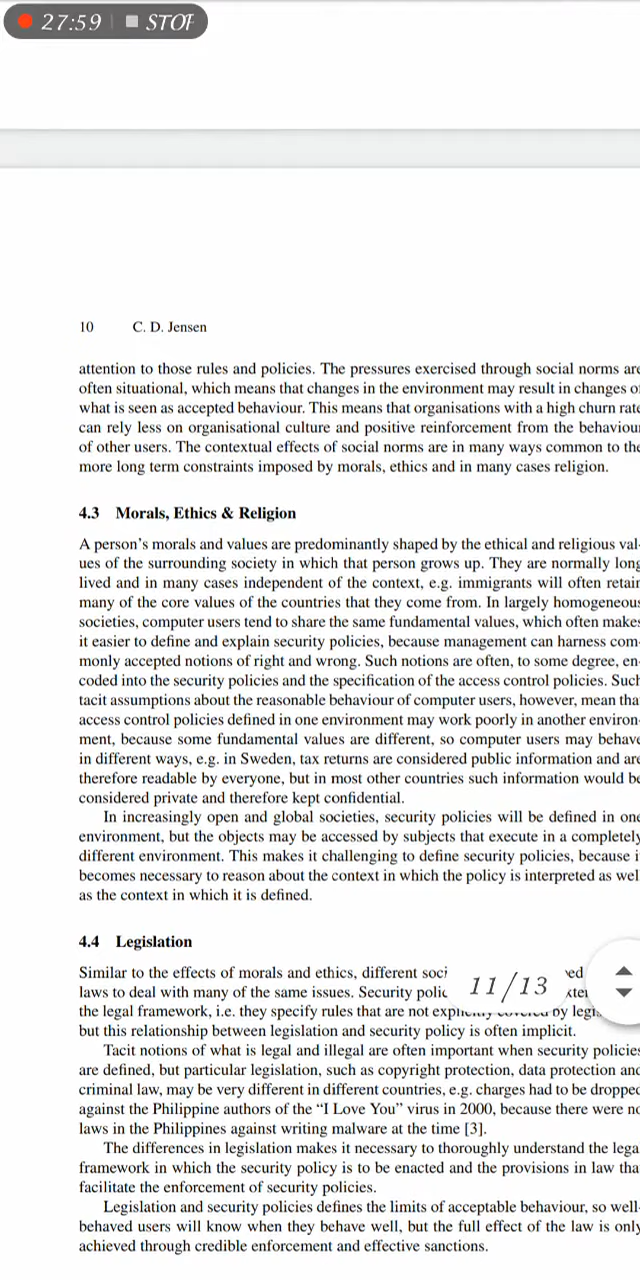 27:59 STOP
10 C. D. Jensen
attention to those rules and policies. The pressures exercised through social norms are
often situational, which means that changes in the environment may result in changes
what is seen as accepted behaviour. This means that organisations with a high churn rate
can rely less on organisational culture and positive reinforcement from the behaviour
of other users. The contextual effects of social norms are in many ways common to the
more long term constraints imposed by morals, ethics and in many cases religion.
4.3 Morals, Ethics & Religion
A person's morals and values are predominantly shaped by the ethical and religious val-
ues of the surrounding society in which that person grows up. They are normally long
lived and in many cases independent of the context, e.g. immigrants will often retain
many of the core values of the countries that they come from. In largely homogeneous
societies, computer users tend to share the same fundamental values, which often makes
it easier to define and explain security policies, because management can harness com-
monly accepted notions of right and wrong. Such notions are often, to some degree, en-
coded into the security policies and the specification of the access control policies. Such
tacit assumptions about the reasonable behaviour of computer users, however, mean tha
access control policies defined in one environment may work poorly in another environ-
ment, because some fundamental values are different, so computer users may behave
in different ways, e.g. in Sweden, tax returns are considered public information and are
therefore readable by everyone, but in most other countries such information would be
considered private and therefore kept confidential.
In increasingly open and global societies, security policies will be defined in one
environment, but the objects may be accessed by subjects that execute in a completely
different environment. This makes it challenging to define security policies, because i
becomes necessary to reason about the context in which the policy is interpreted as well
as the context in which it is defined.
4.4 Legislation
Similar to the effects of morals and ethics, different
laws to deal with many of the same issues. Security
11/13
the legal framework, i.e. they specify rules that are not explicitly covered by
but this relationship between legislation and security policy is often implicit.
Tacit notions of what is legal and illegal are often important when security policies
are defined, but particular legislation, such as copyright protection, data protection and
criminal law, may be very different in different countries, e.g. charges had to be dropped
against the Philippine authors of the “I Love You” virus in 2000, because there were no
laws in the Philippines against writing malware at the time [3].
The differences in legislation makes it necessary to thoroughly understand the lega
framework in which the security policy is to be enacted and the provisions in law tha
facilitate the enforcement of security policies.
Legislation and security policies defines the limits of acceptable behaviour, so well-
behaved users will know when they behave well, but the full effect of the law is only
achieved through credible enforcement and effective sanctions.